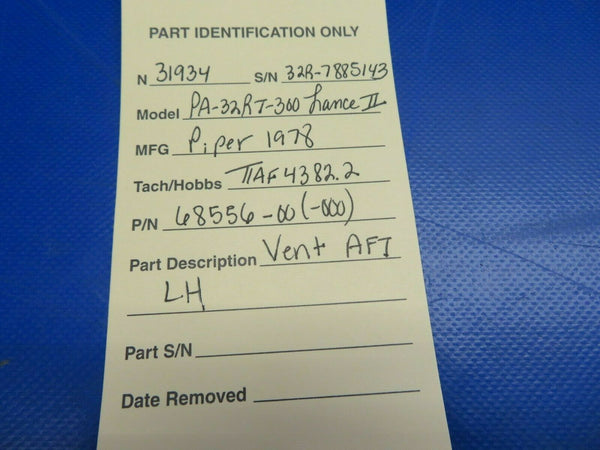 PART IDENTIFICATION ONLY
N 31934 S/N 32R-7885143
Model PA-32RT-300 Lance II
MFG Piper 1978
Tach/Hobbs TTAF 4382.2
P/N 68556-00 (-000)
Part Description Vent AFT
LH
Part S/N
Date Removed